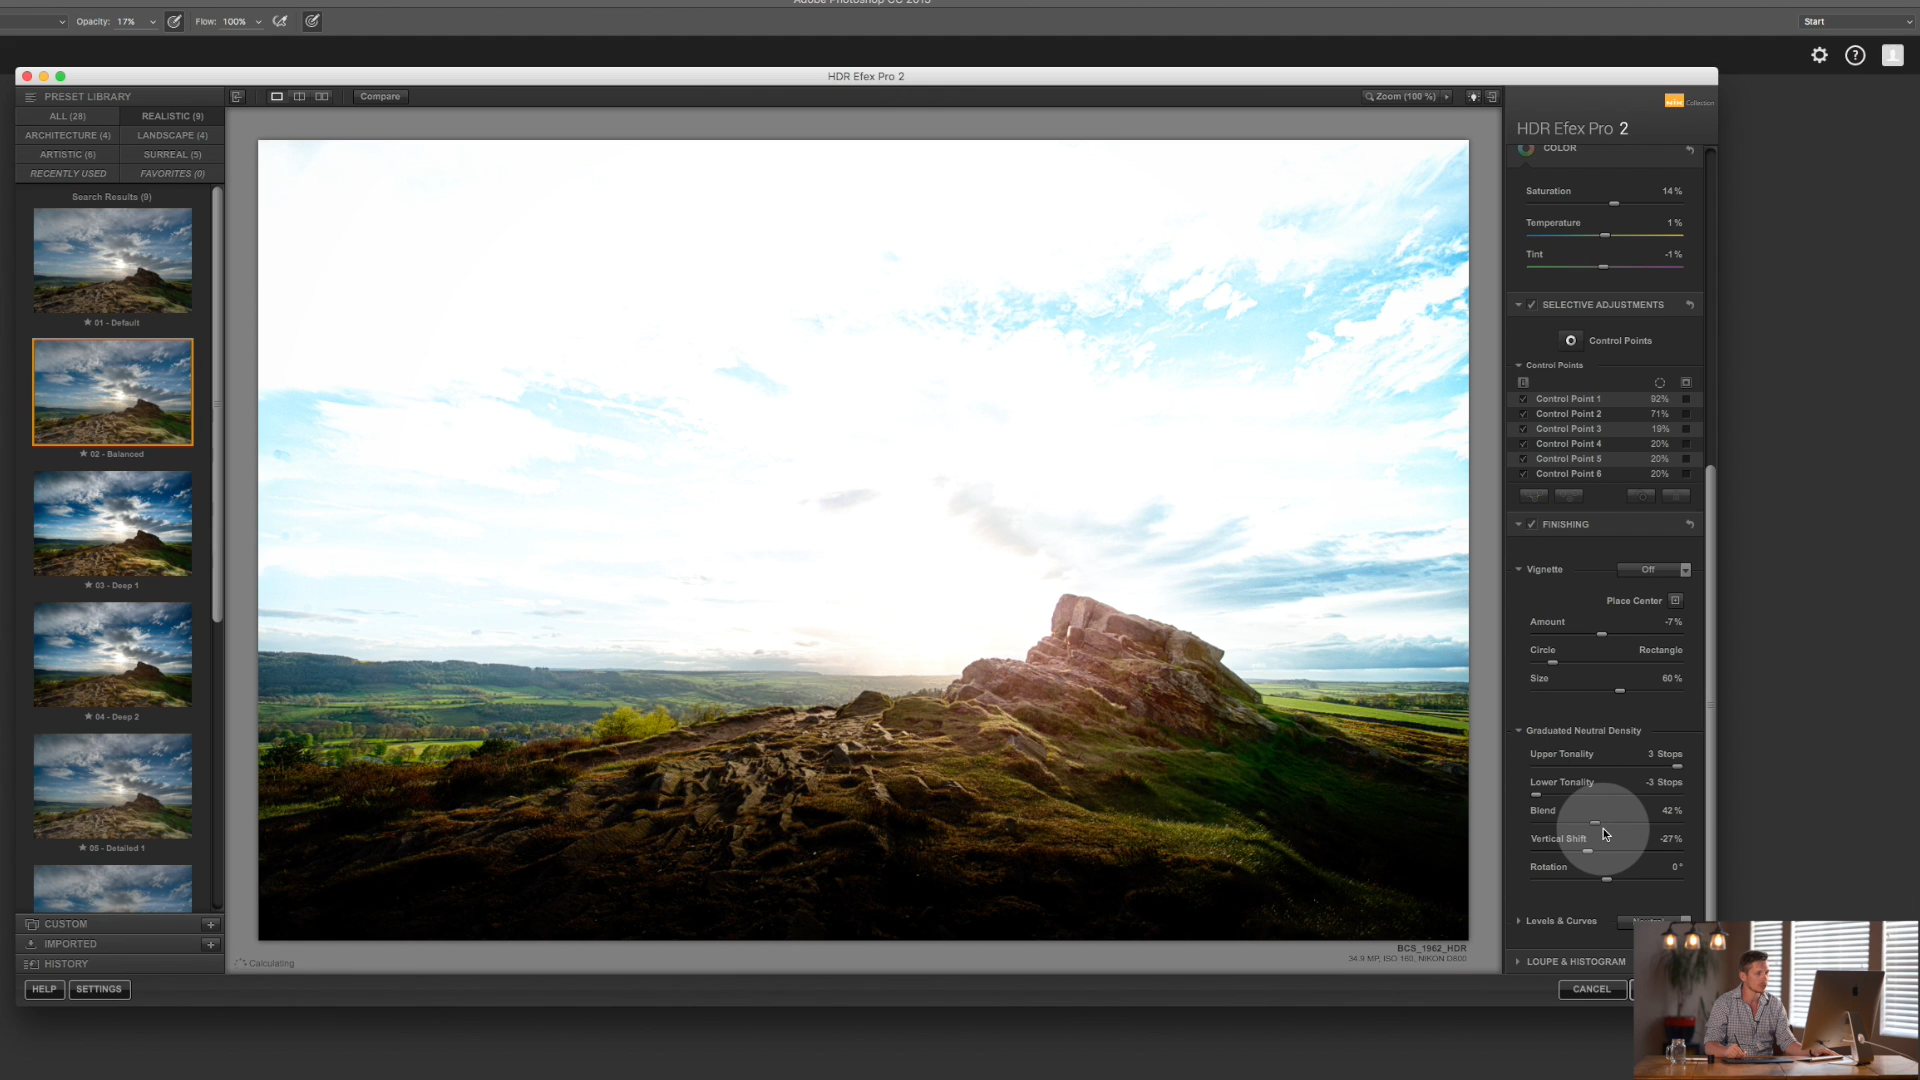 Adobe Photoshop CC 2015
Opacity: 17%
Flow: 100%
Start
HDR Efex Pro 2
PRESET LIBRARY
Compare
Zoom (100 %)
Collection
ALL (28)
REALISTIC (9)
ARCHITECTURE (4)
LANDSCAPE (4)
ARTISTIC (6)
SURREAL (5)
RECENTLY USED
FAVORITES (0)
Search Results (9)
★ 01 - Default
★ 02 - Balanced
★ 03 - Deep 1
★ 04 - Deep 2
★ 05 - Detailed 1
CUSTOM
IMPORTED
HISTORY
HELP
SETTINGS
Calculating
BCS_1962_HDR
34.9 MP, ISO 160, NIKON D800
HDR Efex Pro 2
COLOR
Saturation 14%
Temperature 1%
Tint -1%
SELECTIVE ADJUSTMENTS
Control Points
Control Points
Control Point 1 92%
Control Point 2 71%
Control Point 3 19%
Control Point 4 20%
Control Point 5 20%
Control Point 6 20%
FINISHING
Vignette Off
Place Center
Amount -7%
Circle Rectangle
Size 60%
Graduated Neutral Density
Upper Tonality 3 Stops
Lower Tonality -3 Stops
Blend 42%
Vertical Shift -27%
Rotation 0°
Levels & Curves
LOUPE & HISTOGRAM
CANCEL